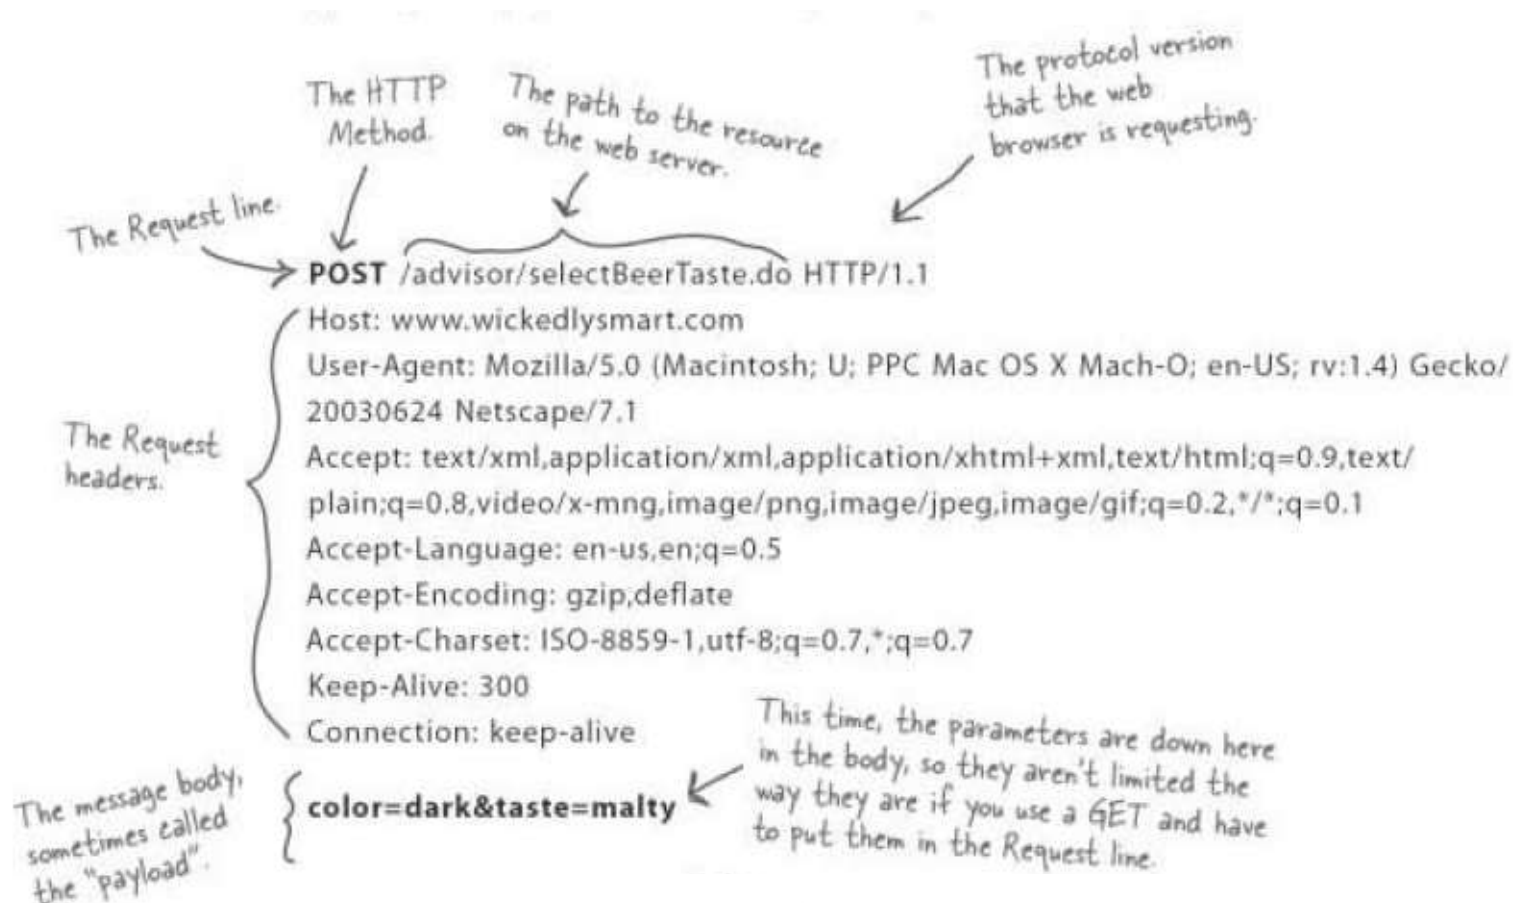 The HTTP
Method.
The path to the resource
on the web server.
The protocol version
that the web
browser is requesting.
The Request line.
POST /advisor/selectBeerTaste.do HTTP/1.1
Host: www.wickedlysmart.com
User-Agent: Mozilla/5.0 (Macintosh; U; PPC Mac OS X Mach-O; en-US; rv:1.4) Gecko/
20030624 Netscape/7.1
Accept: text/xml,application/xml,application/xhtml+xml,text/html;q=0.9,text/
plain;q=0.8,video/x-mng,image/png,image/jpeg,image/gif;q=0.2,*/*;q=0.1
Accept-Language: en-us,en;q=0.5
Accept-Encoding: gzip,deflate
Accept-Charset: ISO-8859-1,utf-8;q=0.7,*;q=0.7
Keep-Alive: 300
Connection: keep-alive
The Request
headers.
color=dark&taste=malty
The message body,
sometimes called
the "payload".
This time, the parameters are down here
in the body, so they aren't limited the
way they are if you use a GET and have
to put them in the Request line.